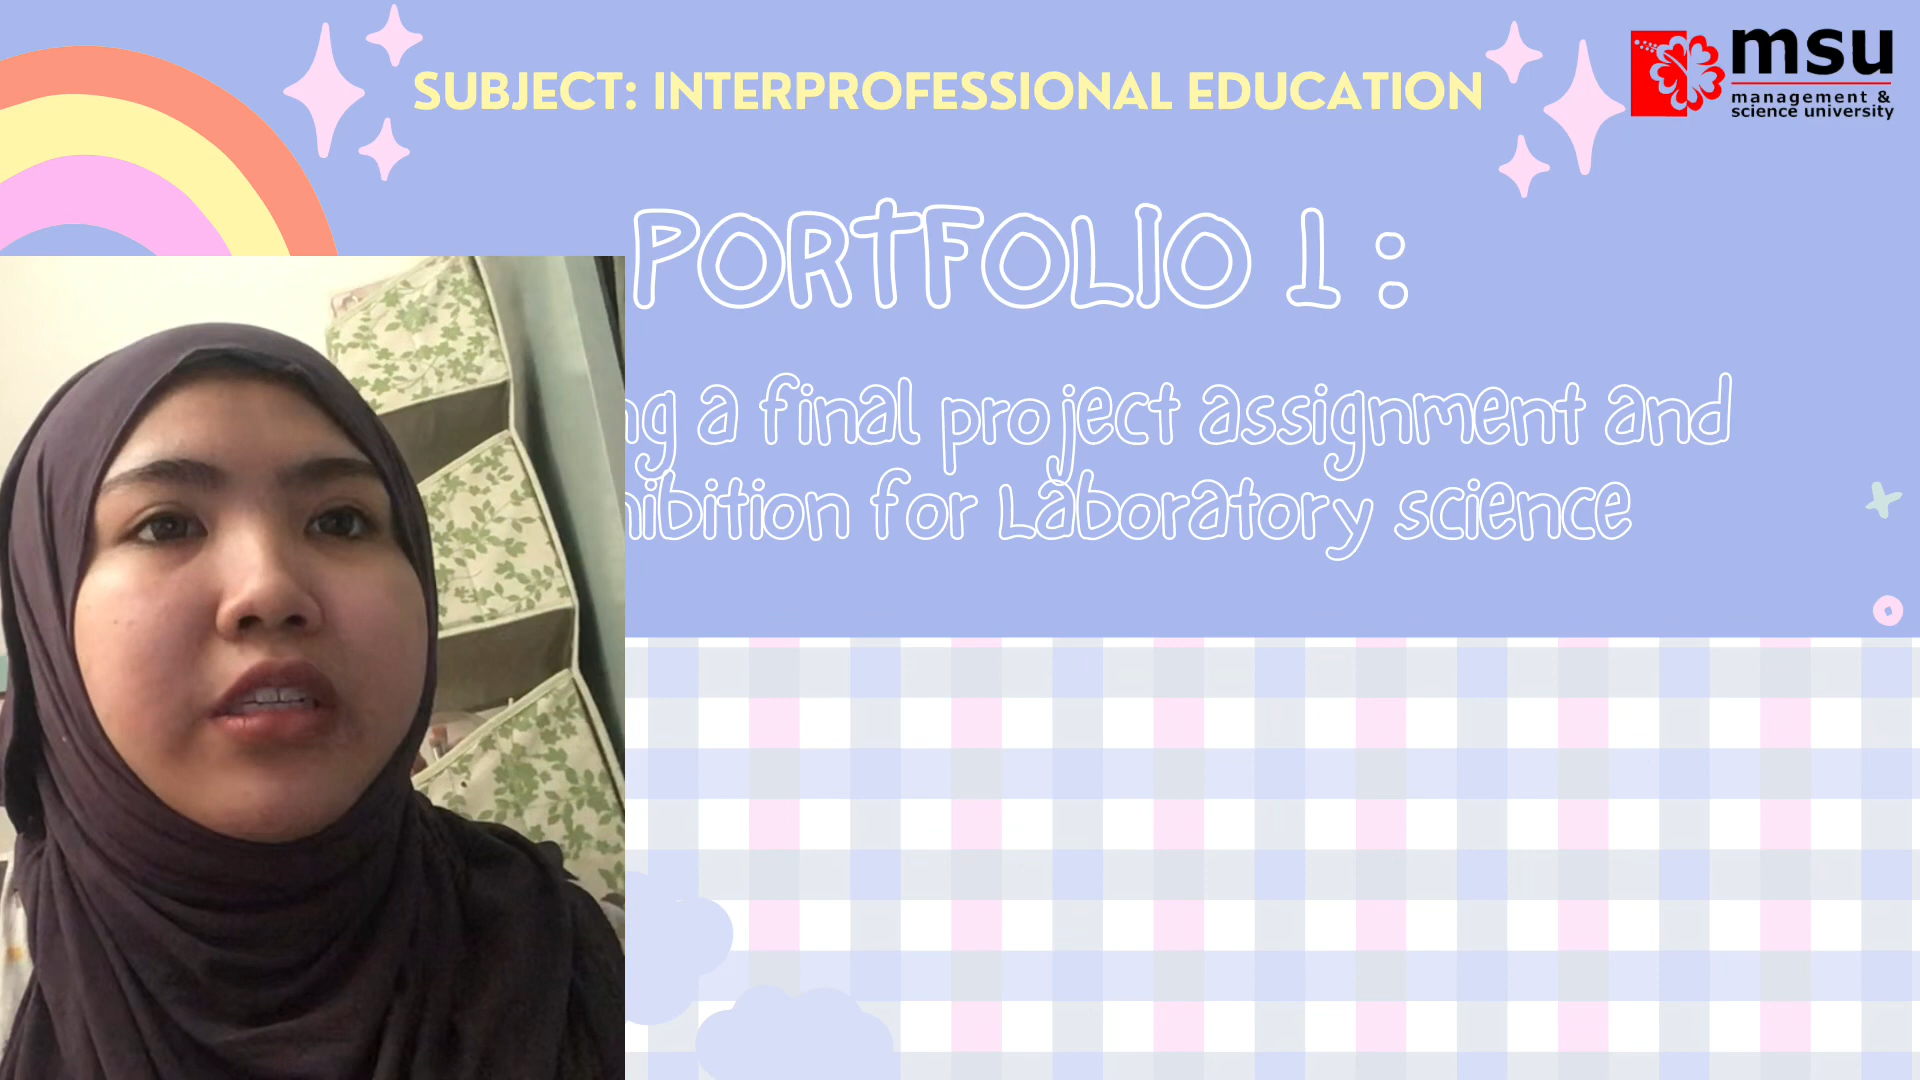 SUBJECT: INTERPROFESSIONAL EDUCATION
msu
management &
science university
PORTFOLIO 1 :
a final project assignment and
for Laboratory science